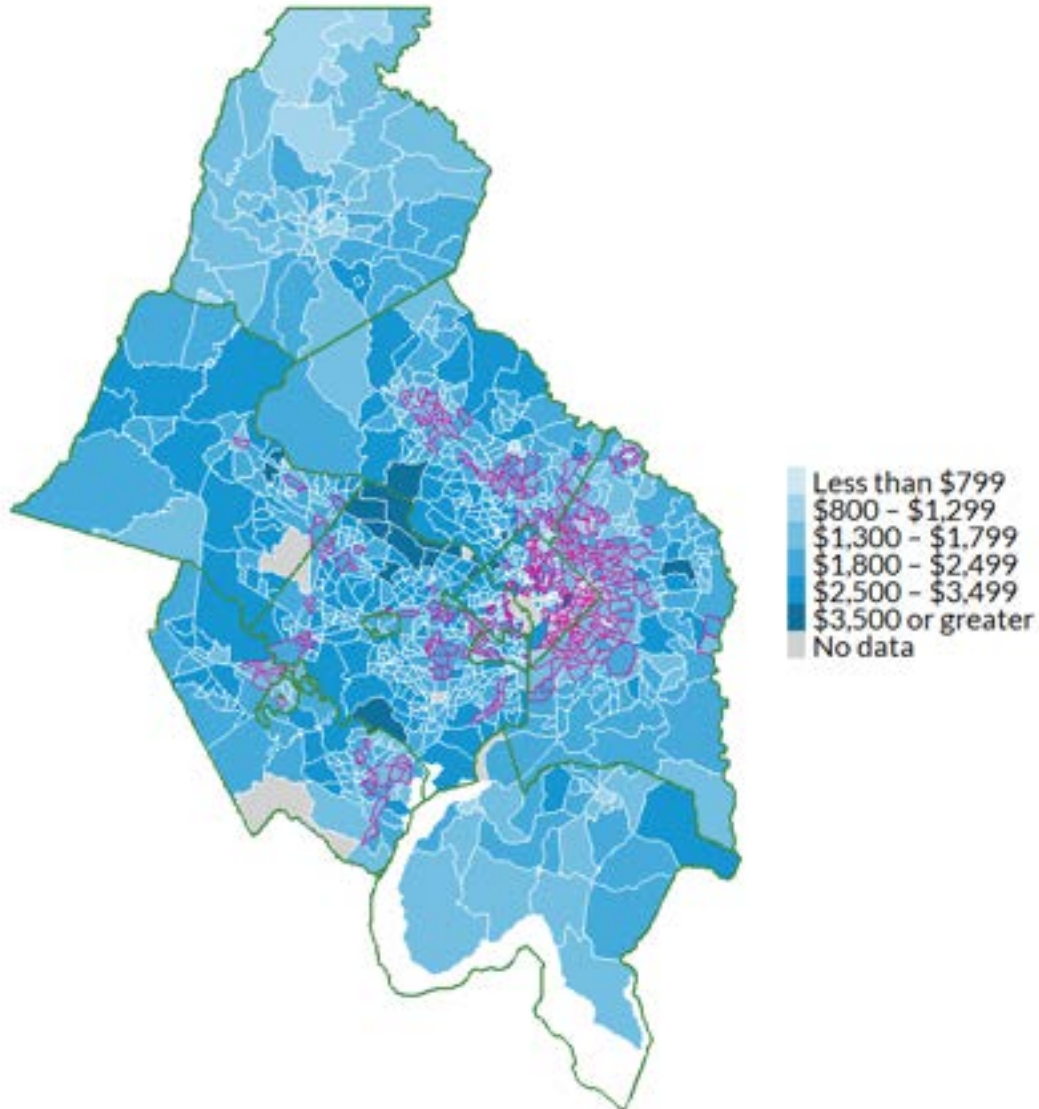 Less than $799
$800 – $1,299
$1,300 – $1,799
$1,800 – $2,499
$2,500 – $3,499
$3,500 or greater
No data